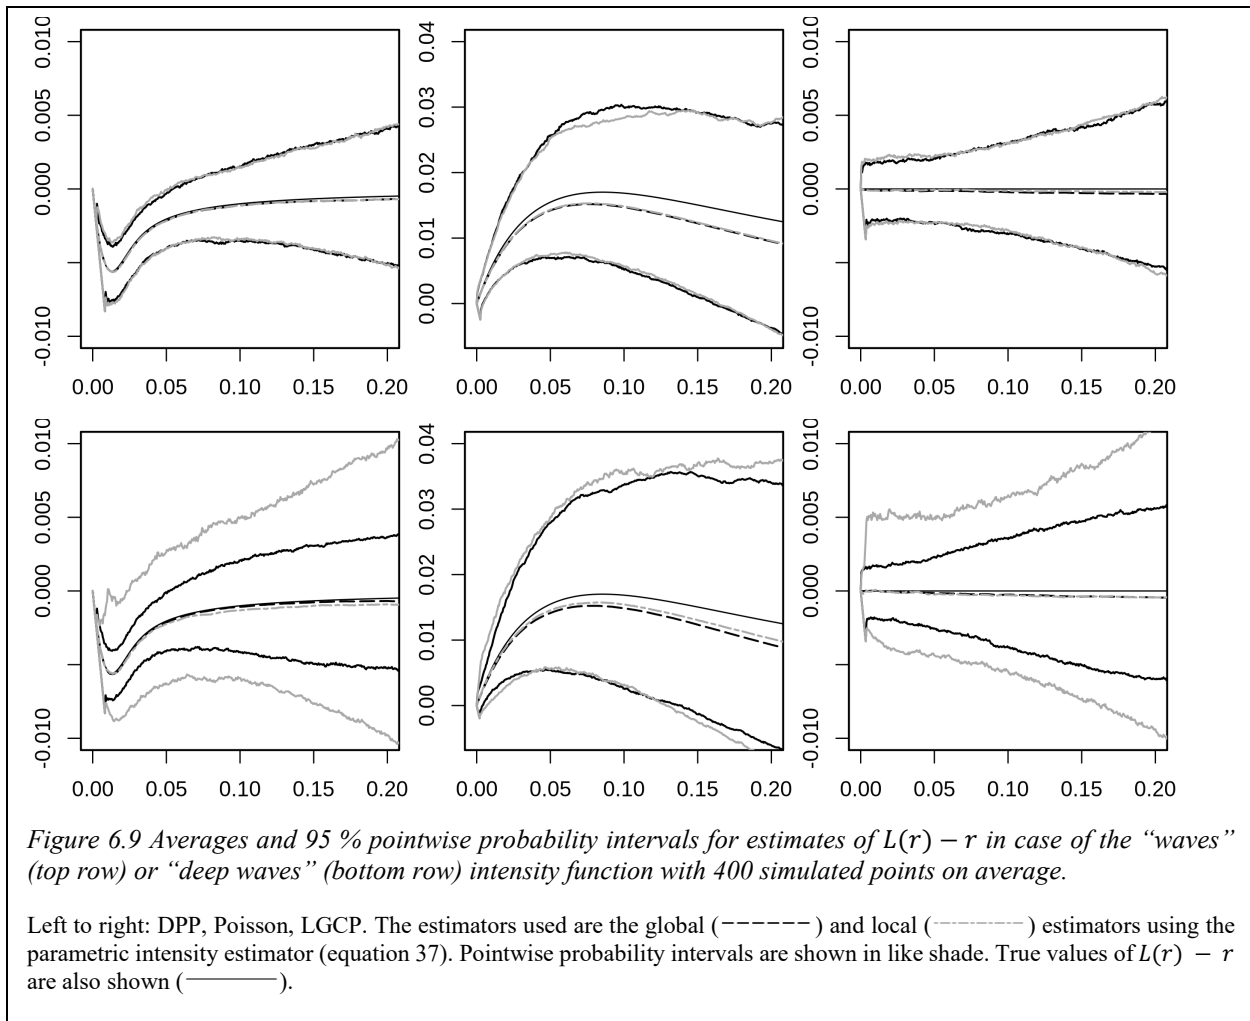 0.010
0.005
0.000
-0.010
0.00 0.05 0.10 0.15 0.20
0.04
0.03
0.02
0.01
0.00
0.00 0.05 0.10 0.15 0.20
0.010
0.005
0.000
-0.010
0.00 0.05 0.10 0.15 0.20
0.010
0.005
0.000
-0.010
0.00 0.05 0.10 0.15 0.20
0.04
0.03
0.02
0.01
0.00
0.00 0.05 0.10 0.15 0.20
0.010
0.005
0.000
-0.010
0.00 0.05 0.10 0.15 0.20
Figure 6.9 Averages and 95 % pointwise probability intervals for estimates of L(r) − r in case of the “waves”
(top row) or “deep waves” (bottom row) intensity function with 400 simulated points on average.
Left to right: DPP, Poisson, LGCP. The estimators used are the global ( ) and local ( ) estimators using the
parametric intensity estimator (equation 37). Pointwise probability intervals are shown in like shade. True values of L(r) − r
are also shown ( ).